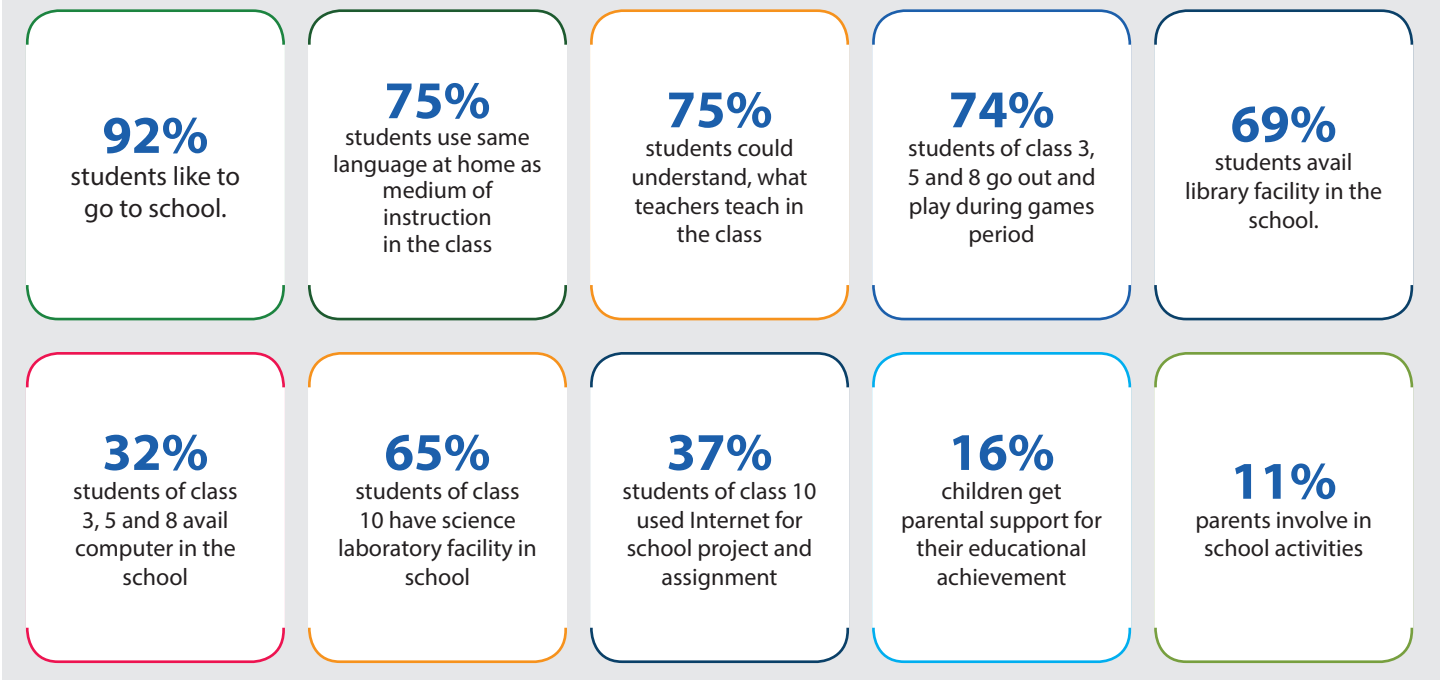 92%
students like to
go to school.
75%
students use same
language at home as
medium of
instruction
in the class
75%
students could
understand, what
teachers teach in
the class
74%
students of class 3,
5 and 8 go out and
play during games
period
69%
students avail
library facility in the
school.
32%
students of class
3, 5 and 8 avail
computer in the
school
65%
students of class
10 have science
laboratory facility in
school
37%
students of class 10
used Internet for
school project and
assignment
16%
children get
parental support for
their educational
achievement
11%
parents involve in
school activities